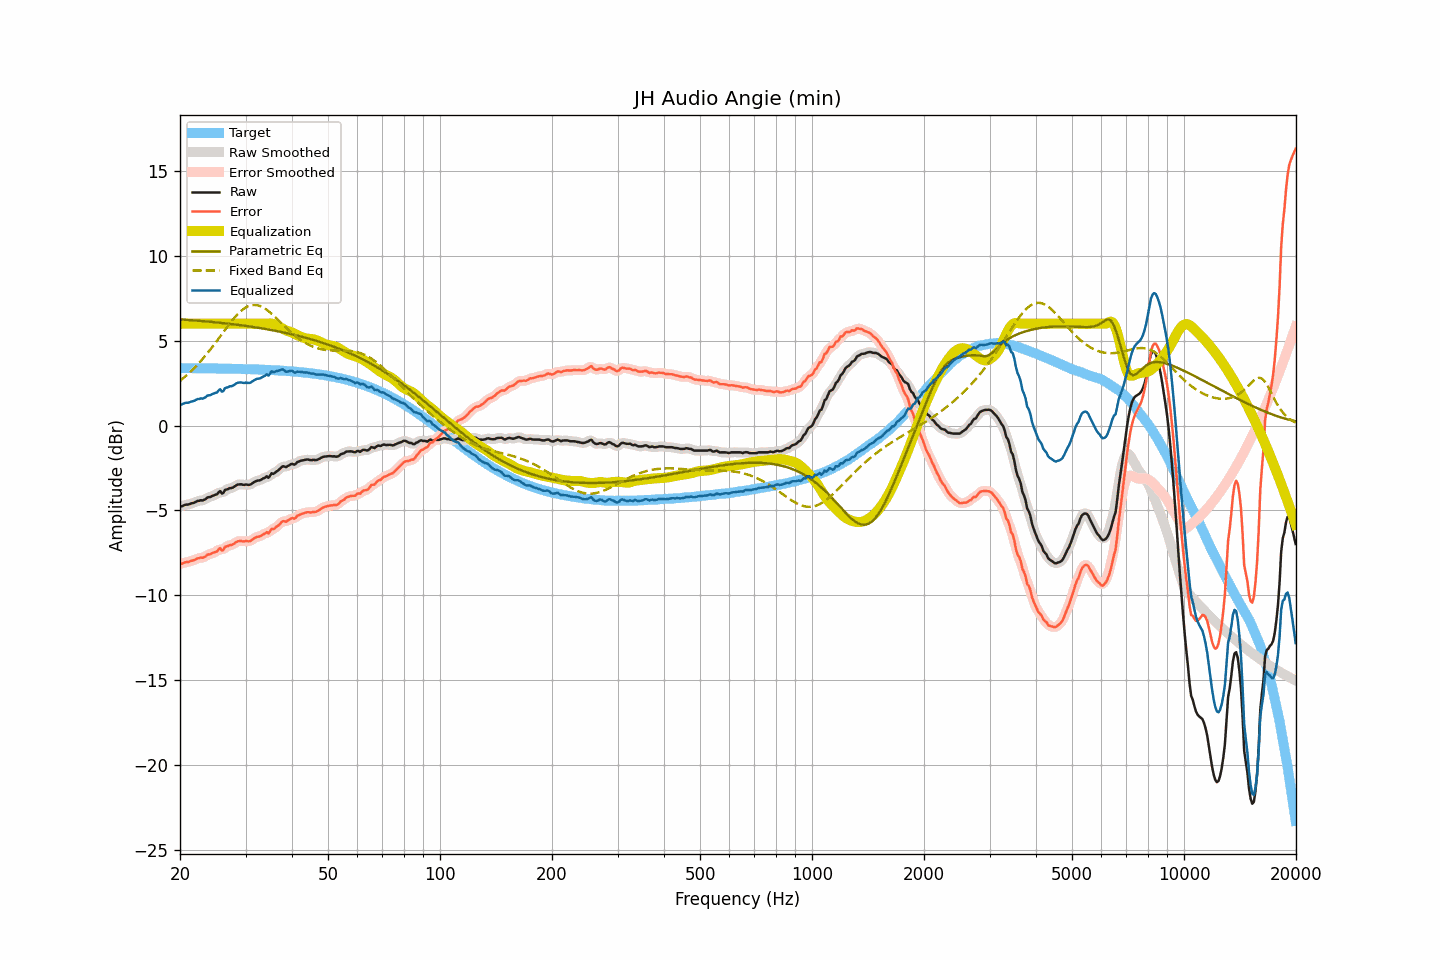 JH Audio Angie (min)
Target
Raw Smoothed
Error Smoothed
Raw
Error
Equalization
Parametric Eq
Fixed Band Eq
Equalized
15
10
5
0
−5
−10
−15
−20
−25
Amplitude (dBr)
20 50 100 200 500 1000 2000 5000 10000 20000
Frequency (Hz)